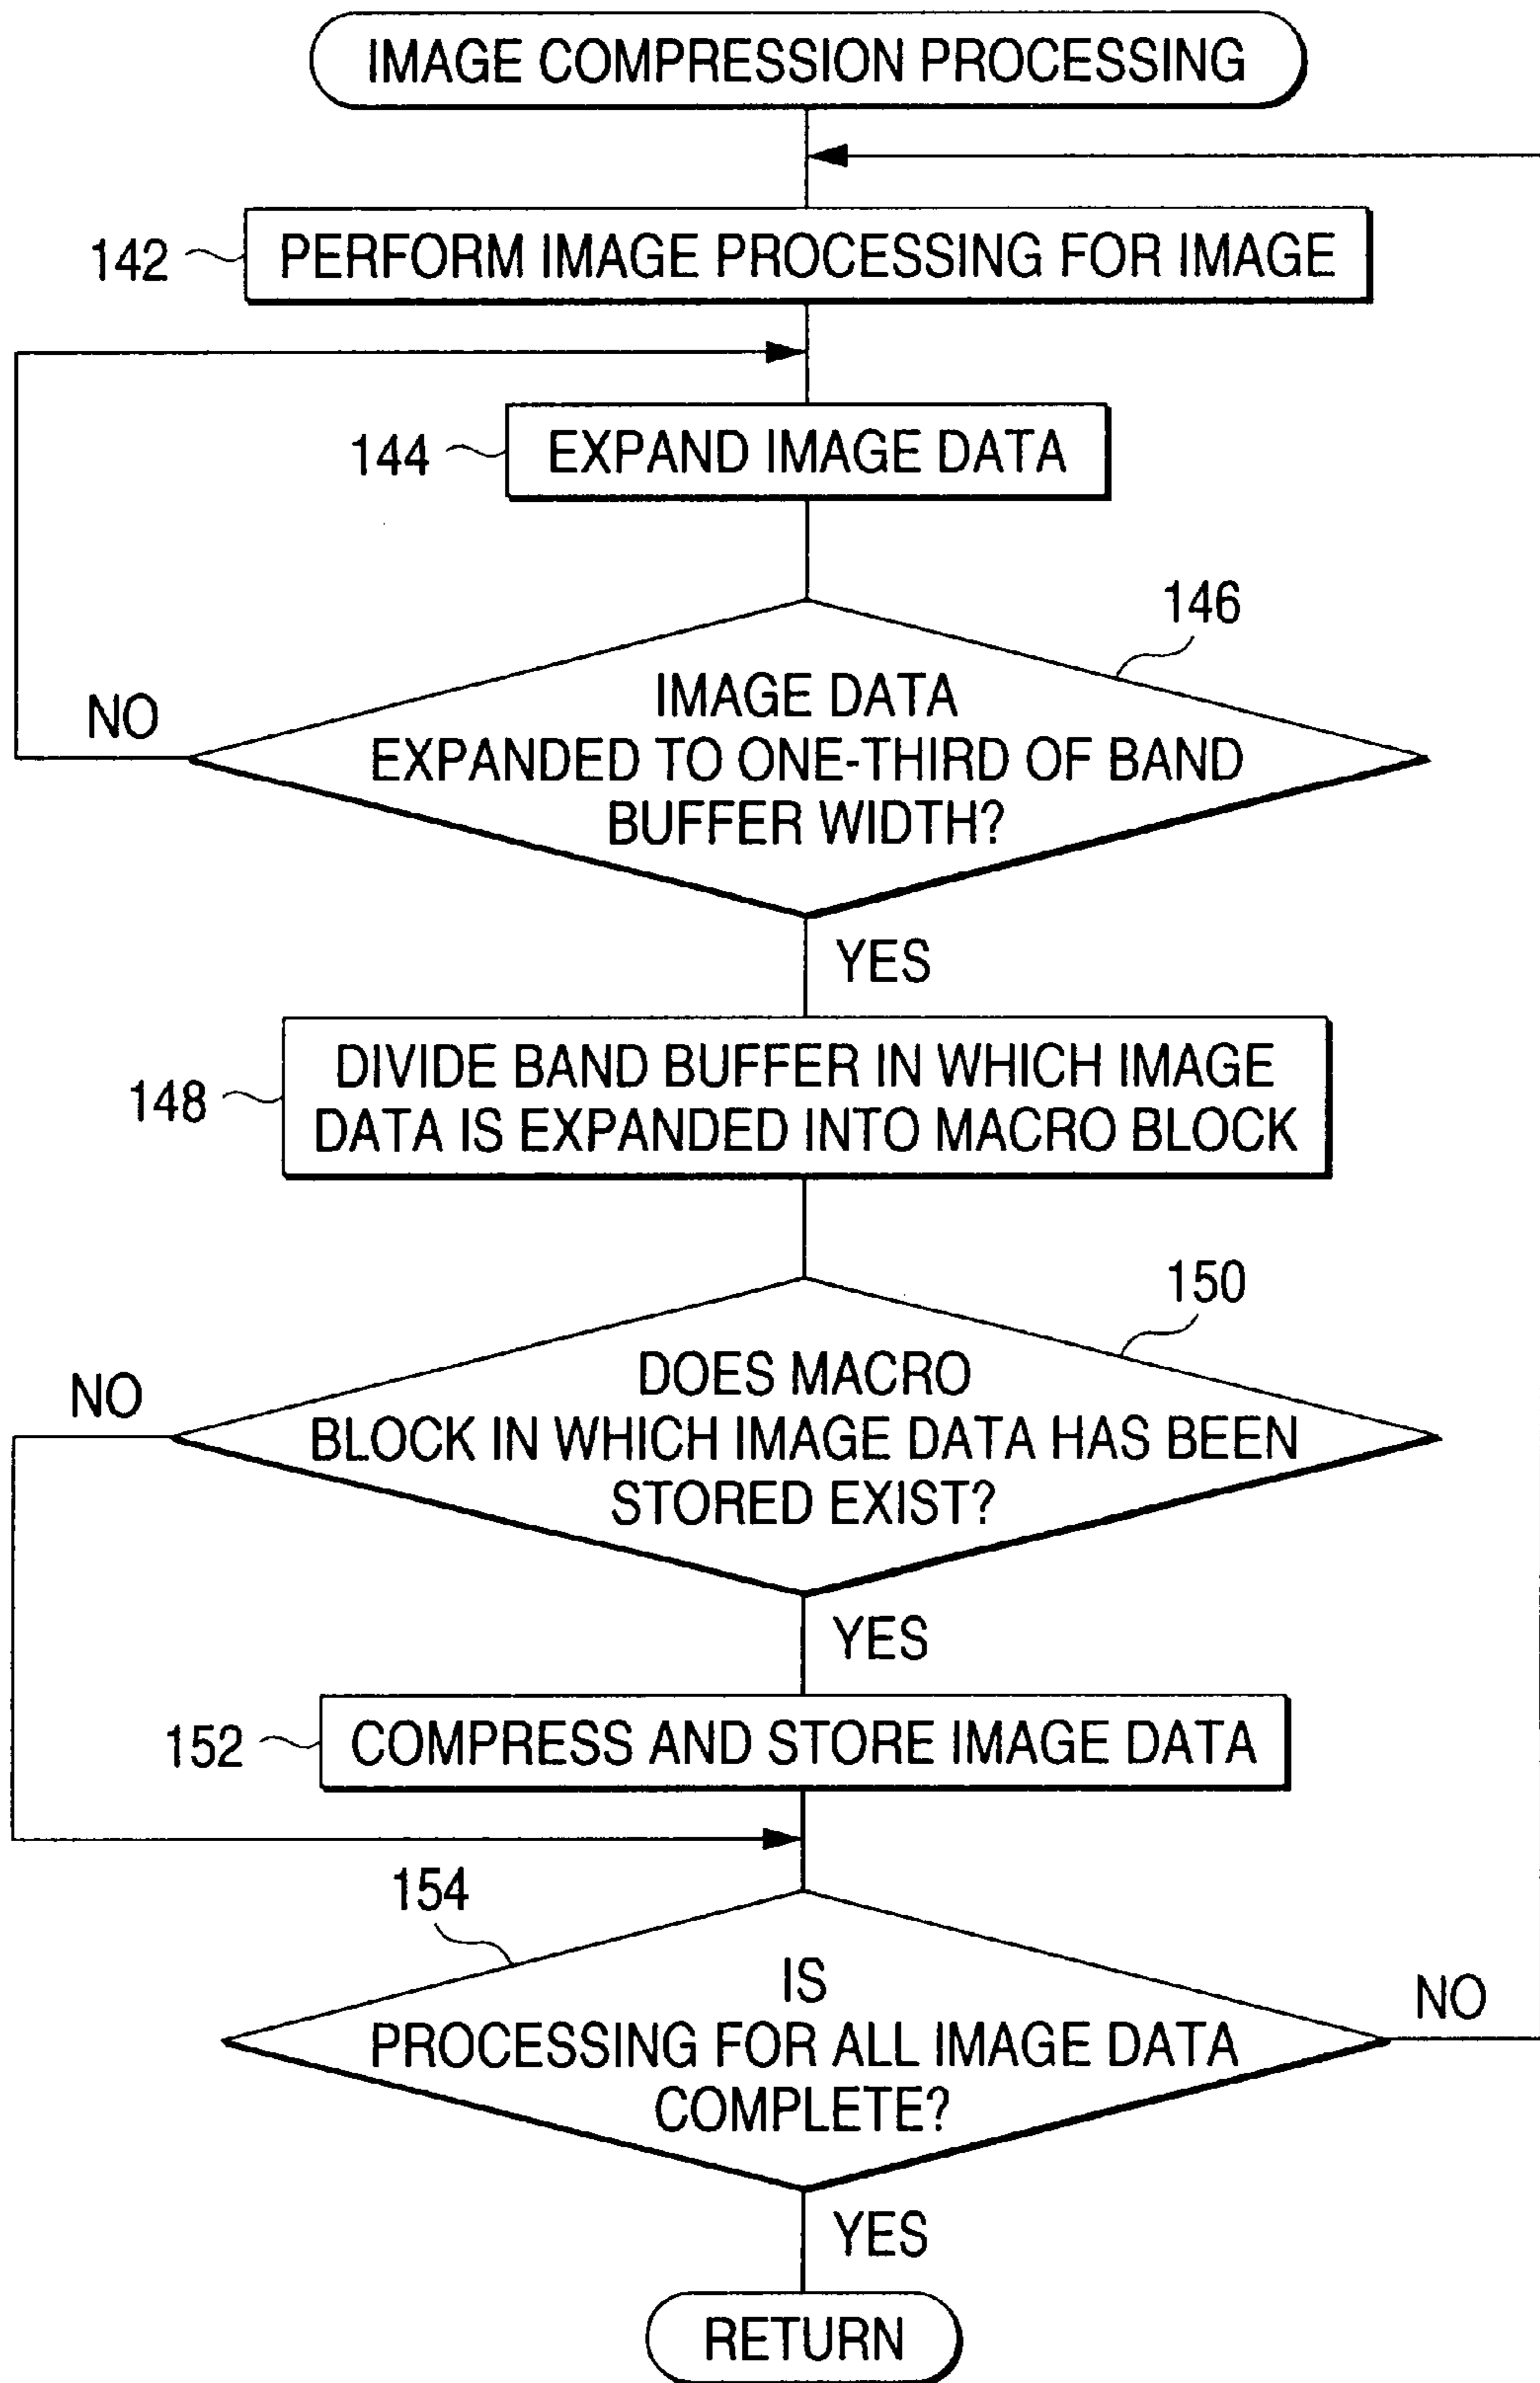 IMAGE COMPRESSION PROCESSING
142
PERFORM IMAGE PROCESSING FOR IMAGE
144
EXPAND IMAGE DATA
146
IMAGE DATA
EXPANDED TO ONE-THIRD OF BAND
BUFFER WIDTH?
NO
YES
148
DIVIDE BAND BUFFER IN WHICH IMAGE
DATA IS EXPANDED INTO MACRO BLOCK
150
DOES MACRO
BLOCK IN WHICH IMAGE DATA HAS BEEN
STORED EXIST?
NO
YES
152
COMPRESS AND STORE IMAGE DATA
154
IS
PROCESSING FOR ALL IMAGE DATA
COMPLETE?
NO
YES
RETURN